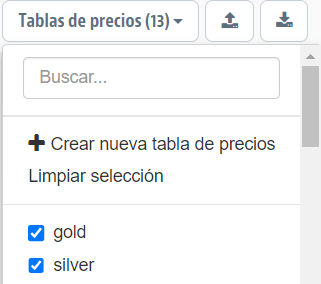 Tablas de precios (13)
Buscar...
Crear nueva tabla de precios
Limpiar selección
gold
silver